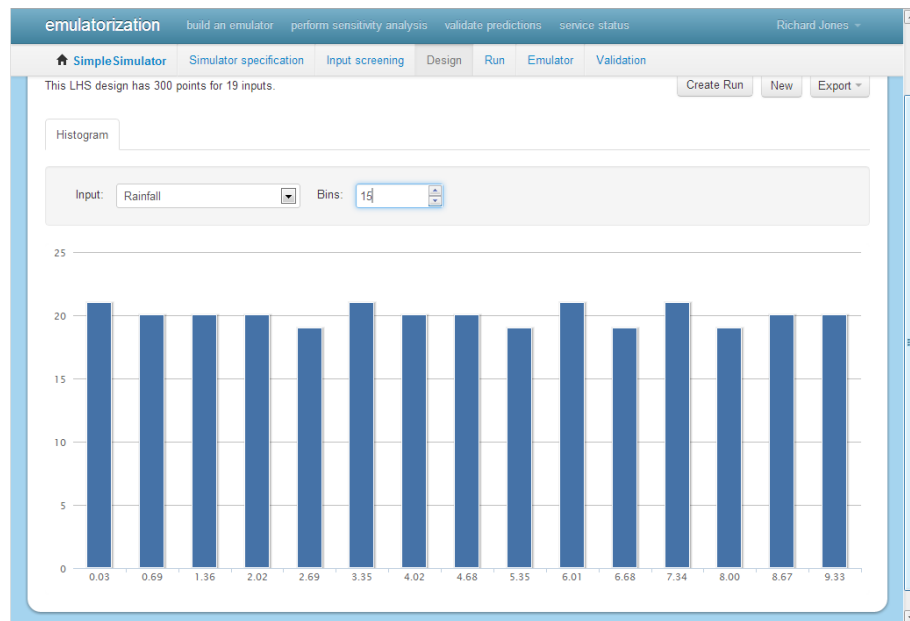 emulatorization build an emulator perform sensitivity analysis validate predictions service status Richard Jones
SimpleSimulator Simulator specification Input screening Design Run Emulator Validation
This LHS design has 300 points for 19 inputs. Create Run New Export
Histogram
Input: Rainfall Bins: 15
25
20
15
10
5
0
0.03 0.69 1.36 2.02 2.69 3.35 4.02 4.68 5.35 6.01 6.68 7.34 8.00 8.67 9.33